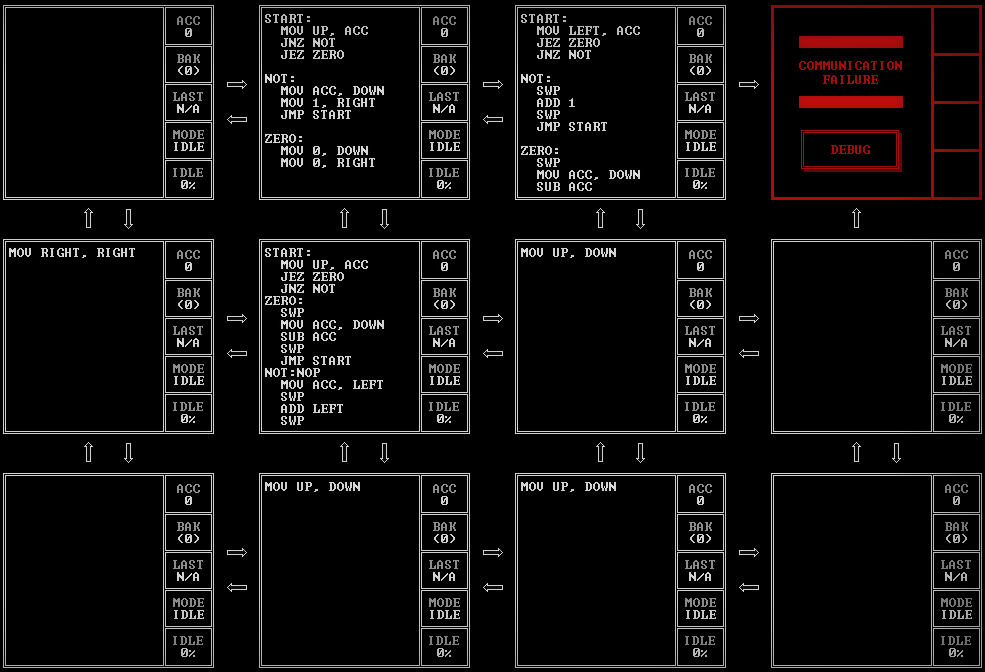 ACC
0
BAK
(0)
LAST
N/A
MODE
IDLE
IDLE
0%
START:
MOV UP, ACC
JNZ NOT
JEZ ZERO
NOT:
MOV ACC, DOWN
MOV 1, RIGHT
JMP START
ZERO:
MOV 0, DOWN
MOV 0, RIGHT
ACC
0
BAK
(0)
LAST
N/A
MODE
IDLE
IDLE
0%
START:
MOV LEFT, ACC
JEZ ZERO
JNZ NOT
NOT:
SWP
ADD 1
SWP
JMP START
ZERO:
SWP
MOV ACC, DOWN
SUB ACC
ACC
0
BAK
(0)
LAST
N/A
MODE
IDLE
IDLE
0%
COMMUNICATION
FAILURE
DEBUG
MOV RIGHT, RIGHT
ACC
0
BAK
(0)
LAST
N/A
MODE
IDLE
IDLE
0%
START:
MOV UP, ACC
JEZ ZERO
JNZ NOT
ZERO:
SWP
MOV ACC, DOWN
SUB ACC
SWP
JMP START
NOT:NOP
MOV ACC, LEFT
SWP
ADD LEFT
SWP
ACC
0
BAK
(0)
LAST
N/A
MODE
IDLE
IDLE
0%
MOV UP, DOWN
ACC
0
BAK
(0)
LAST
N/A
MODE
IDLE
IDLE
0%
ACC
0
BAK
(0)
LAST
N/A
MODE
IDLE
IDLE
0%
ACC
0
BAK
(0)
LAST
N/A
MODE
IDLE
IDLE
0%
MOV UP, DOWN
ACC
0
BAK
(0)
LAST
N/A
MODE
IDLE
IDLE
0%
MOV UP, DOWN
ACC
0
BAK
(0)
LAST
N/A
MODE
IDLE
IDLE
0%
ACC
0
BAK
(0)
LAST
N/A
MODE
IDLE
IDLE
0%